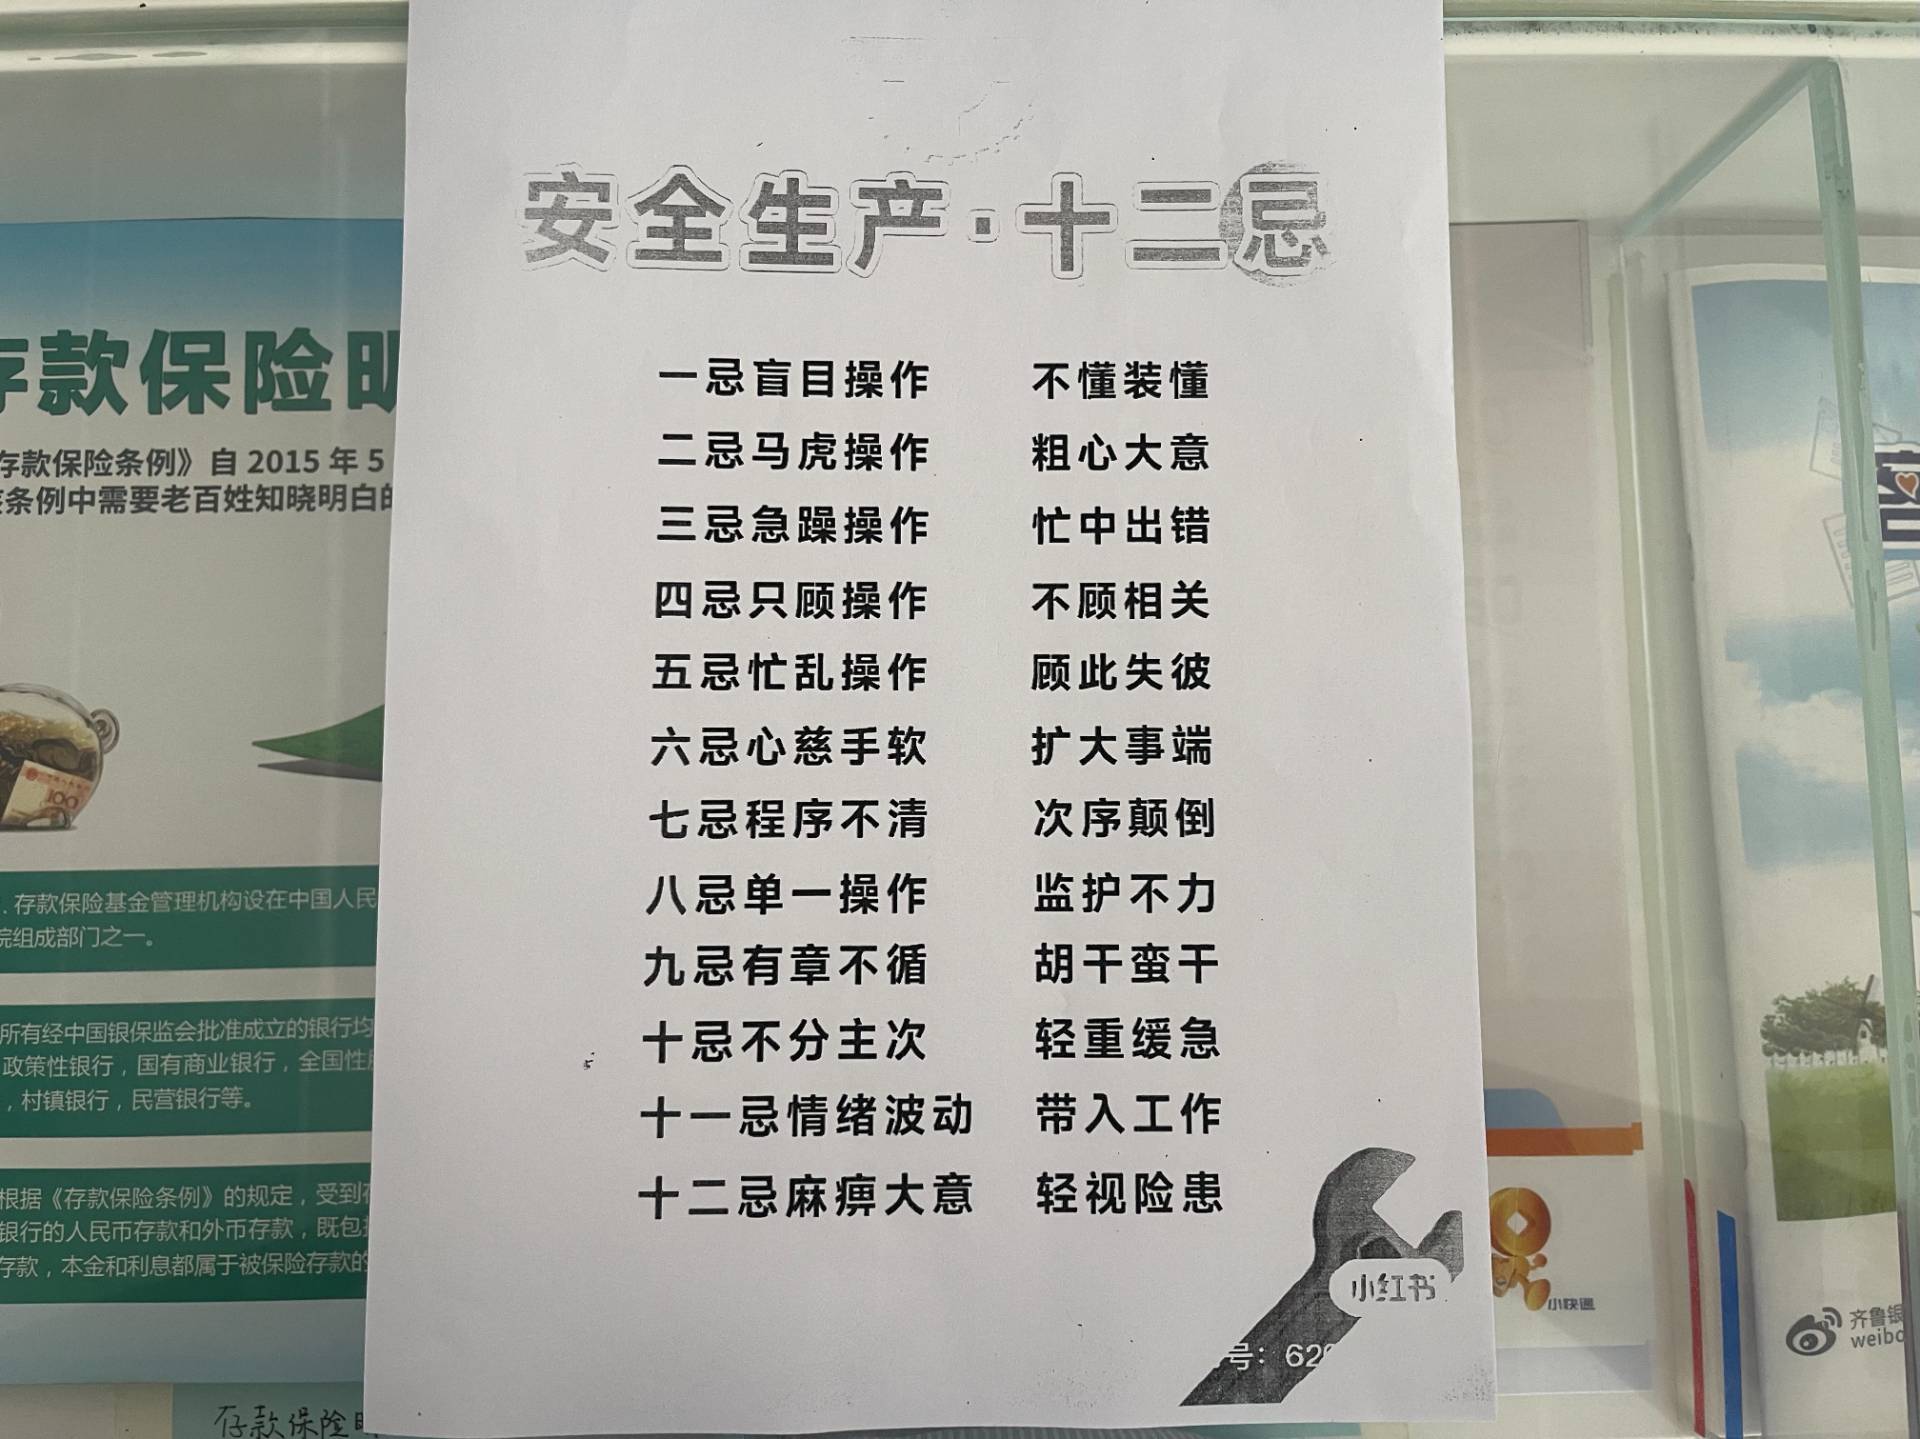 安全生产·十二忌
一忌盲目操作 不懂装懂
二忌马虎操作 粗心大意
三忌急躁操作 忙中出错
四忌只顾操作 不顾相关
五忌忙乱操作 顾此失彼
六忌心慈手软 扩大事端
七忌程序不清 次序颠倒
八忌单一操作 监护不力
九忌有章不循 胡干蛮干
十忌不分主次 轻重缓急
十一忌情绪波动 带入工作
十二忌麻痹大意 轻视险患
小红书
号: 62
款保险
存款保险条例》自 2015 年 5
条例中需要老百姓知晓明白的
. 存款保险基金管理机构设在中国人民
院组成部门之一。
所有经中国银保监会批准成立的银行均
政策性银行，国有商业银行，全国性
，村镇银行，民营银行等。
根据《存款保险条例》的规定，受到
银行的人民币存款和外币存款，既包
存款，本金和利息都属于被保险存款的
存款保险
100
小快通
齐鲁银
weibo